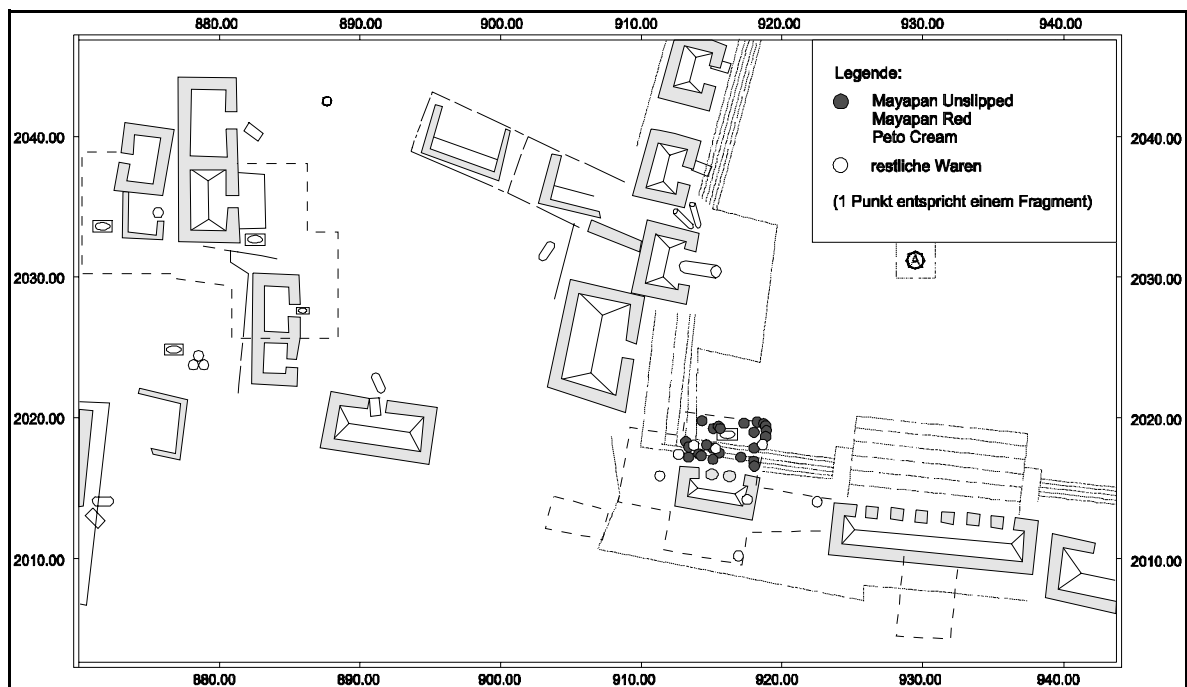 880.00 890.00 900.00 910.00 920.00 930.00 940.00
Legende:
Mayapan Unslipped
Mayapan Red
Peto Cream
restliche Waren
(1 Punkt entspricht einem Fragment)
2040.00 2040.00
A
2030.00 2030.00
2020.00 2020.00
2010.00 2010.00
880.00 890.00 900.00 910.00 920.00 930.00 940.00